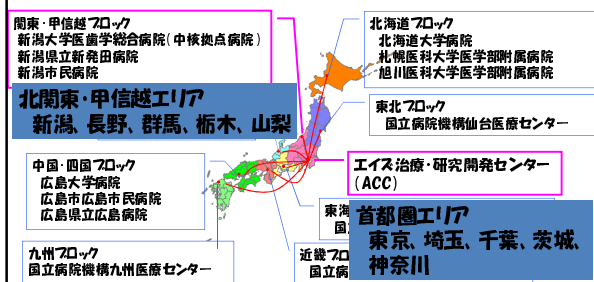 関東・甲信越ブロック
新潟大学医歯学総合病院(中核拠点病院)
新潟県立新発田病院
新潟市民病院
北関東・甲信越エリア
新潟、長野、群馬、栃木、山梨
北海道ブロック
北海道大学病院
札幌医科大学医学部附属病院
旭川医科大学医学部附属病院
東北ブロック
国立病院機構仙台医療センター
エイズ治療・研究開発センター
(ACC)
中国・四国ブロック
広島大学病院
広島市広島市民病院
広島県立広島病院
東海
国
首都圏エリア
東京、埼玉、千葉、茨城、
神奈川
近畿ブロ
国立病
九州ブロック
国立病院機構九州医療センター